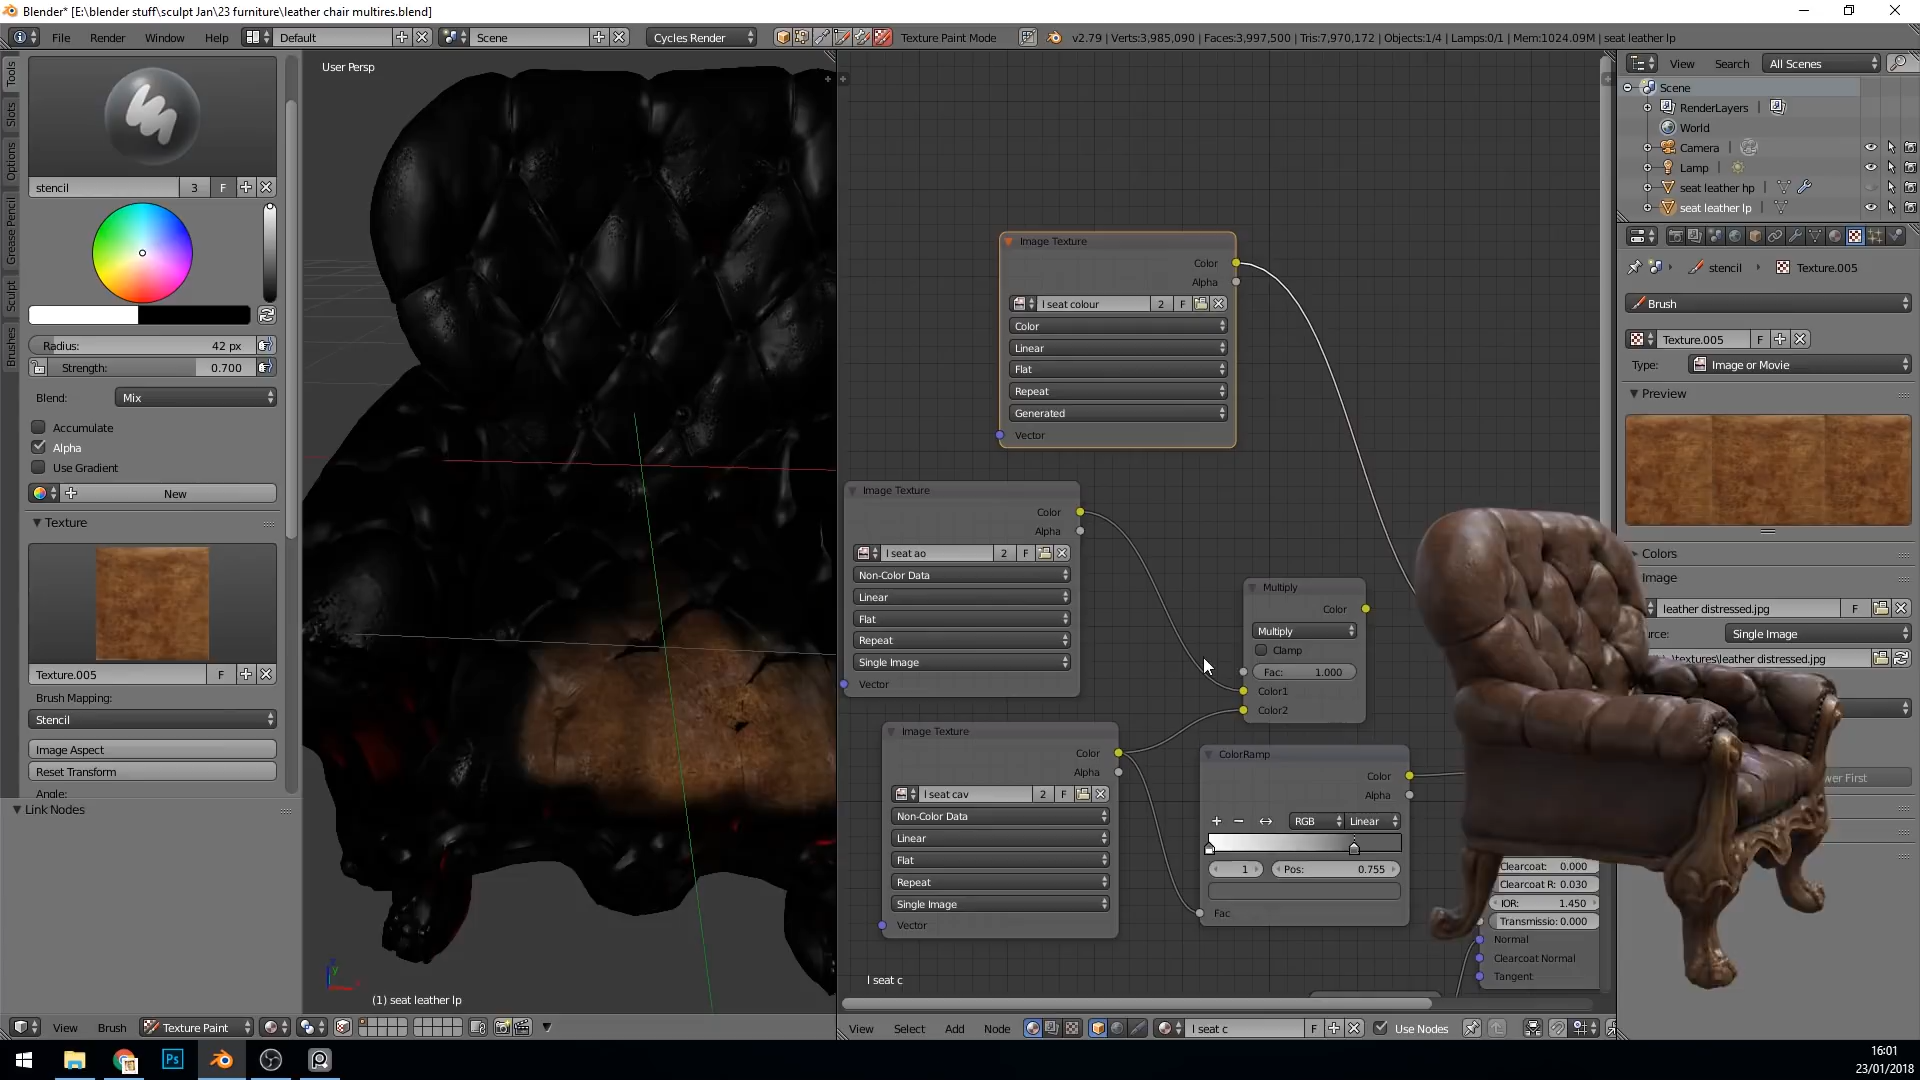 Blender* [E:\blender stuff\sculpt Jan\23 furniture\leather chair multires.blend]
File Render Window Help Default Scene Cycles Render Texture Paint Mode v2.79 | Verts:3,985,090 | Faces:3,997,500 | Tris:7,970,172 | Objects:1/4 | Lamps:0/1 | Mem:1024.09M | seat leather lp
Tools
Slots
Options
Grease Pencil
Sculpt
Brushes
stencil 3 F
Radius: 42 px
Strength: 0.700
Blend: Mix
Accumulate
Alpha
Use Gradient
New
Texture
Texture.005 F
Brush Mapping:
Stencil
Image Aspect
Reset Transform
Angle:
Link Nodes
User Persp
(1) seat leather lp
View Brush Texture Paint
Image Texture
Color
Alpha
l seat colour 2 F
Color
Linear
Flat
Repeat
Generated
Vector
Image Texture
Color
Alpha
l seat ao 2 F
Non-Color Data
Linear
Flat
Repeat
Single Image
Vector
Image Texture
Color
Alpha
l seat cav 2 F
Non-Color Data
Linear
Flat
Repeat
Single Image
Vector
Multiply
Color
Multiply
Clamp
Fac: 1.000
Color1
Color2
ColorRamp
Color
Alpha
RGB Linear
1 Pos: 0.755
Fac
Clearcoat: 0.000
Clearcoat R: 0.030
IOR: 1.450
Transmissio: 0.000
Normal
Clearcoat Normal
Tangent
l seat c
View Select Add Node l seat c F Use Nodes
View Search All Scenes
Scene
RenderLayers
World
Camera
Lamp
seat leather hp
seat leather lp
stencil Texture.005
Brush
Texture.005 F
Type: Image or Movie
Preview
Colors
Image
leather distressed.jpg F
urce: Single Image
\textures\leather distressed.jpg
wer First
Ps
16:01
23/01/2018